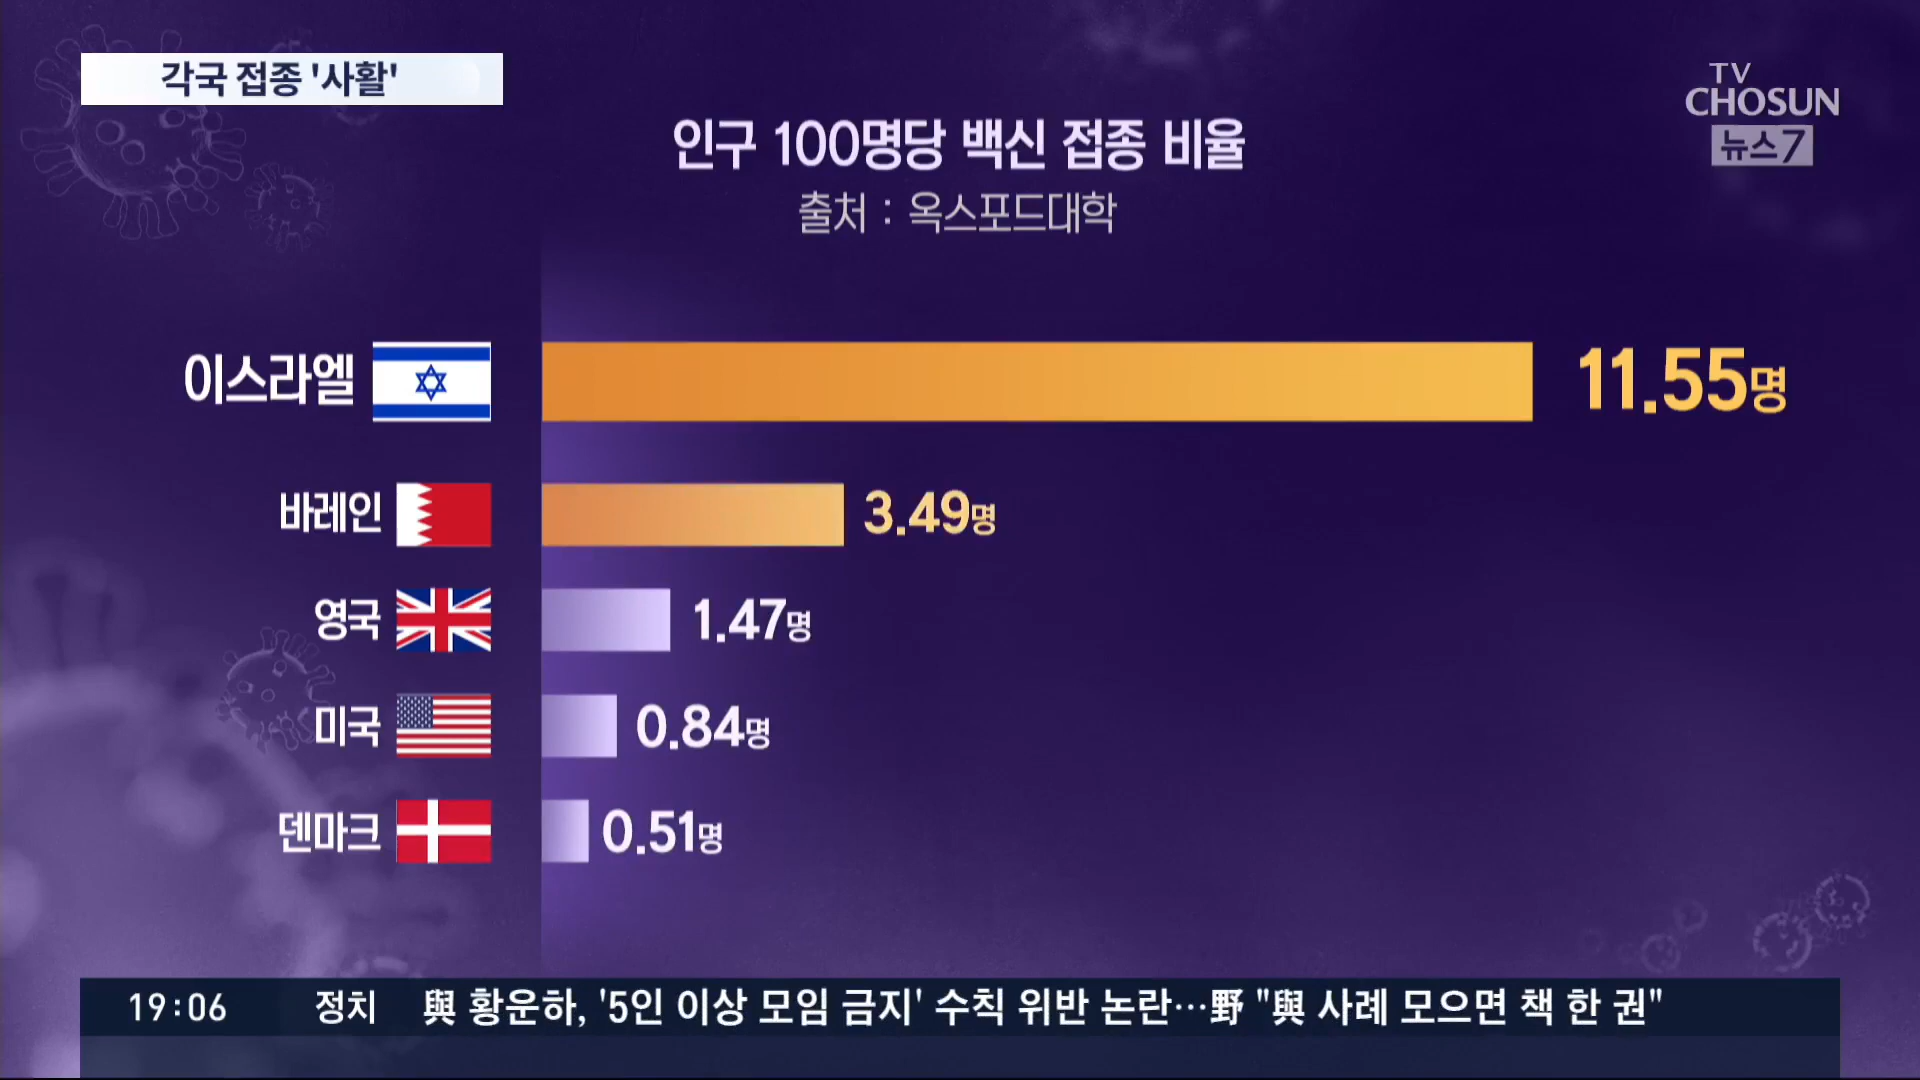 각국 접종 '사활'
TV
CHOSUN
뉴스7
인구 100명당 백신 접종 비율
출처 : 옥스포드대학
이스라엘 11.55명
바레인 3.49명
영국 1.47명
미국 0.84명
덴마크 0.51명
19:06 정치 與 황운하, '5인 이상 모임 금지' 수칙 위반 논란…野 "與 사례 모으면 책 한 권"